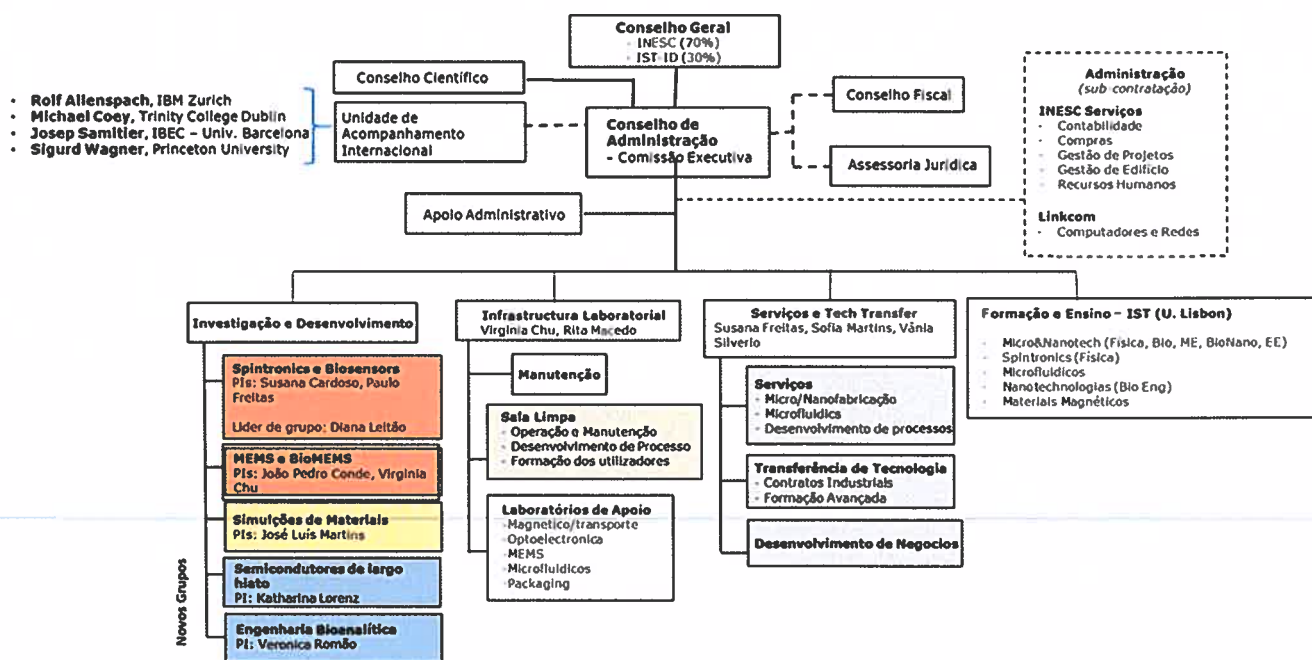 Conselho Geral
- INESC (70%)
- IST-ID (30%)
Conselho Científico
• Rolf Allenspach, IBM Zurich
• Michael Coey, Trinity College Dublin
• Josep Samitier, IBEC – Univ. Barcelona
• Sigurd Wagner, Princeton University
Unidade de
Acompanhamento
Internacional
Conselho de
Administração
- Comissão Executiva
Conselho Fiscal
Assessoria Jurídica
Administração
(sub-contratação)
INESC Serviços
- Contabilidade
- Compras
- Gestão de Projetos
- Gestão de Edifício
- Recursos Humanos
Linkcom
- Computadores e Redes
Apoio Administrativo
Investigação e Desenvolvimento
Spintronics e Biosensors
PIs: Susana Cardoso, Paulo
Freitas
Lider de grupo: Diana Leitão
MEMS e BioMEMS
PIs: João Pedro Conde, Virginia
Chu
Simulções de Materiais
PIs: José Luís Martins
Novos Grupos
Semicondutores de largo
hiato
PI: Katharina Lorenz
Engenharia Bioanalítica
PI: Veronica Romão
Infrastructura Laboratorial
Virginia Chu, Rita Macedo
Manutenção
Sala Limpa
- Operação e Manutenção
- Desenvolvimento de Processo
- Formação dos utilizadores
Laboratórios de Apoio
-Magnetico/transporte
-Optoelectronica
-MEMS
-Microfluidicos
-Packaging
Serviços e Tech Transfer
Susana Freitas, Sofia Martins, Vânia
Silverio
Serviços
- Micro/Nanofabricação
- Microfluidics
- Desenvolvimento de processos
Transferência de Tecnologia
- Contratos Industriais
- Formação Avançada
Desenvolvimento de Negocios
Formação e Ensino – IST (U. Lisbon)
- Micro&Nanotech (Física, Bio, ME, BioNano, EE)
- Spintronics (Física)
- Microfluídicos
- Nanotechnologias (Bio Eng)
- Materiais Magnéticos